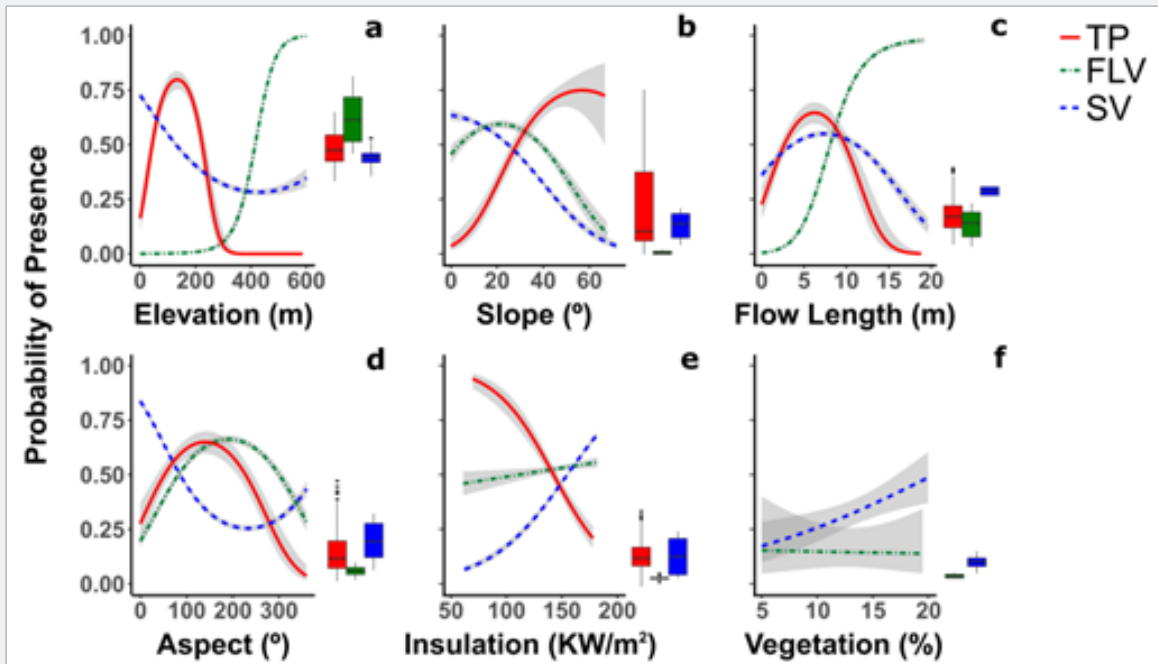 a
b
c
TP
FLV
SV
1.00
0.75
0.50
0.25
0.00
0 200 400 600
0 20 40 60
0 5 10 15 20
Elevation (m)
Slope (º)
Flow Length (m)
Probability of Presence
d
e
f
1.00
0.75
0.50
0.25
0.00
0 100 200 300
50 100 150 200
5 10 15 20
Aspect (º)
Insulation (KW/m²)
Vegetation (%)